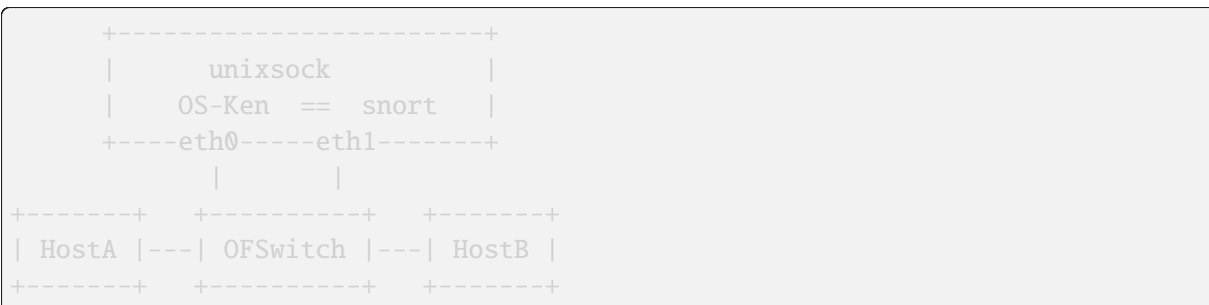 +-------------------------+
|      unixsock           |
|    OS-Ken  ==  snort    |
+----eth0-----eth1-------+
       |       |
+-------+   +----------+   +-------+
| HostA |---| OFSwitch |---| HostB |
+-------+   +----------+   +-------+